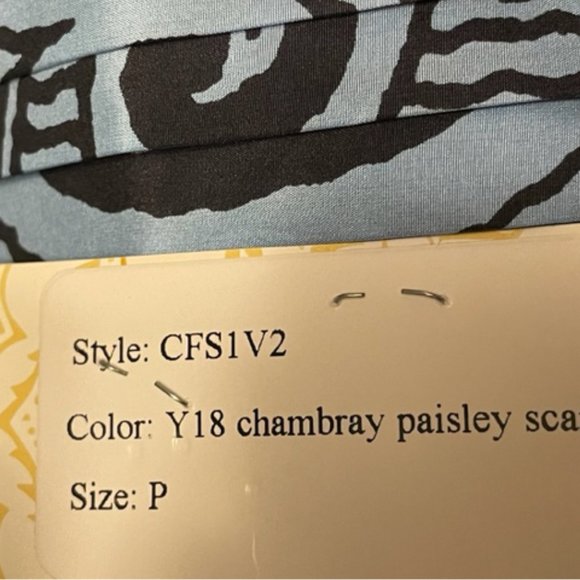 Style: CFS1V2
Color: Y18 chambray paisley sca
Size: P